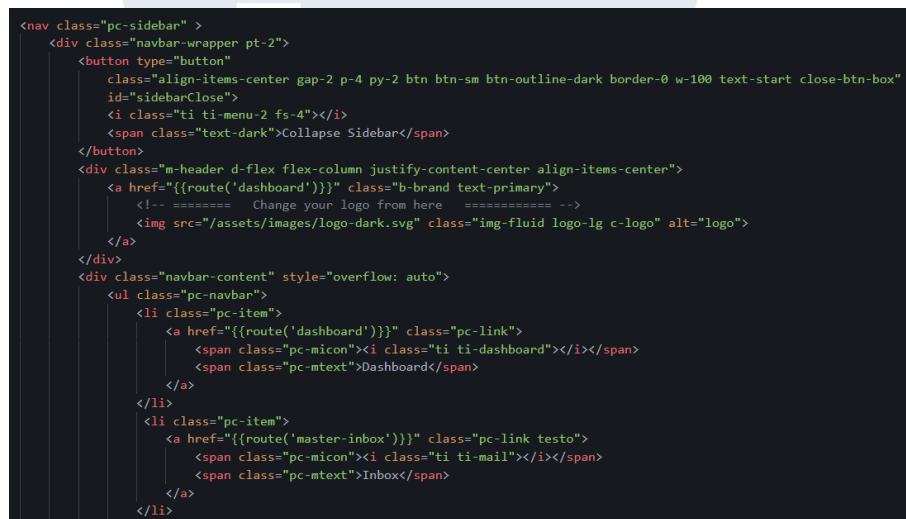 <nav class="pc-sidebar" >
<div class="navbar-wrapper pt-2">
<button type="button"
class="align-items-center gap-2 p-4 py-2 btn btn-sm btn-outline-dark border-0 w-100 text-start close-btn-box"
id="sidebarClose">
<i class="ti ti-menu-2 fs-4"></i>
<span class="text-dark">Collapse Sidebar</span>
</button>
<div class="m-header d-flex flex-column justify-content-center align-items-center">
<a href="{{route('dashboard')}}" class="b-brand text-primary">
<!-- ========   Change your logo from here   ============ -->
<img src="/assets/images/logo-dark.svg" class="img-fluid logo-lg c-logo" alt="logo">
</a>
</div>
<div class="navbar-content" style="overflow: auto">
<ul class="pc-navbar">
<li class="pc-item">
<a href="{{route('dashboard')}}" class="pc-link">
<span class="pc-micon"><i class="ti ti-dashboard"></i></span>
<span class="pc-mtext">Dashboard</span>
</a>
</li>
<li class="pc-item">
<a href="{{route('master-inbox')}}" class="pc-link testo">
<span class="pc-micon"><i class="ti ti-mail"></i></span>
<span class="pc-mtext">Inbox</span>
</a>
</li>